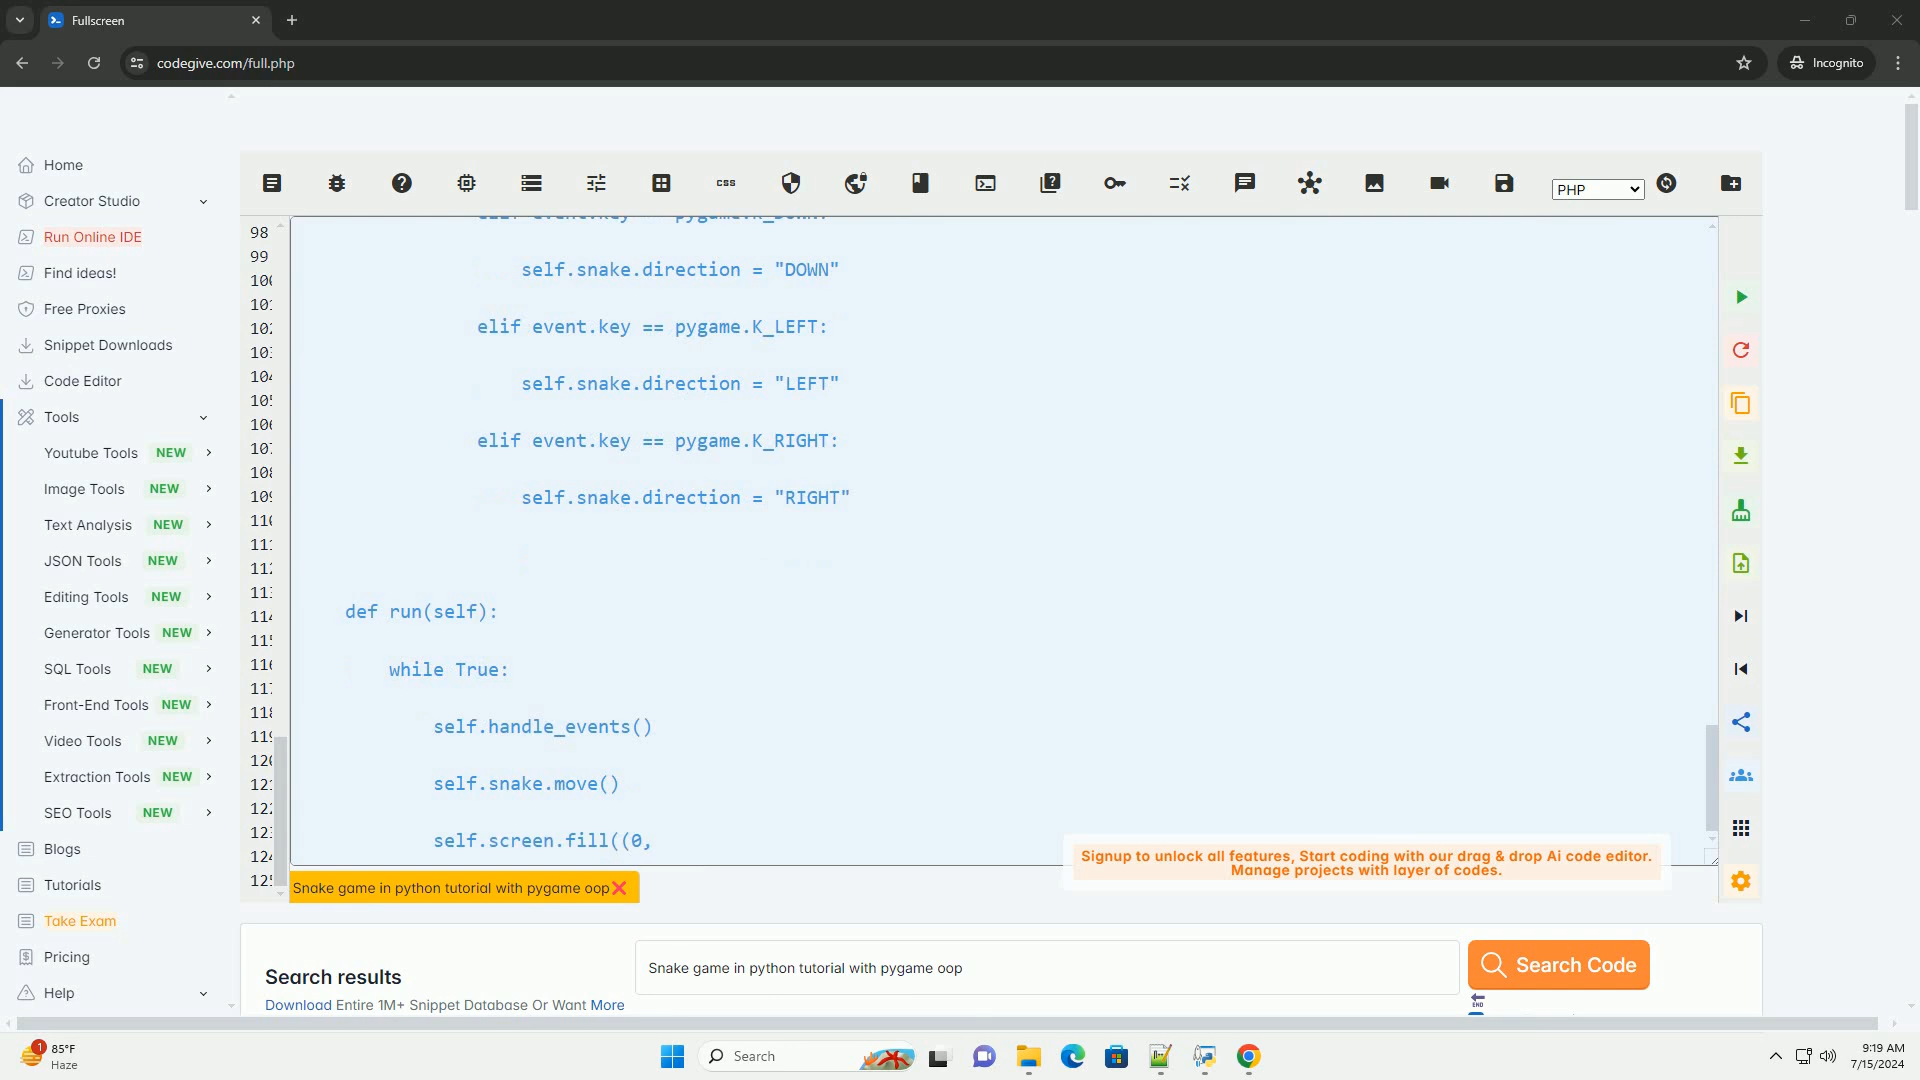 Fullscreen
codegive.com/full.php
Incognito
Home
Creator Studio
Run Online IDE
Find ideas!
Free Proxies
Snippet Downloads
Code Editor
Tools
Youtube Tools NEW
Image Tools NEW
Text Analysis NEW
JSON Tools NEW
Editing Tools NEW
Generator Tools NEW
SQL Tools NEW
Front-End Tools NEW
Video Tools NEW
Extraction Tools NEW
SEO Tools NEW
Blogs
Tutorials
Take Exam
Pricing
Help
css
PHP
98
99
elif event.key == pygame.K_DOWN:
self.snake.direction = "DOWN"
elif event.key == pygame.K_LEFT:
self.snake.direction = "LEFT"
elif event.key == pygame.K_RIGHT:
self.snake.direction = "RIGHT"
def run(self):
while True:
self.handle_events()
self.snake.move()
self.screen.fill((0,
Signup to unlock all features, Start coding with our drag & drop Ai code editor.
Manage projects with layer of codes.
Snake game in python tutorial with pygame oop
Search results
Download Entire 1M+ Snippet Database Or Want More
Snake game in python tutorial with pygame oop
Search Code
END
1
85°F
Haze
Search
9:19 AM
7/15/2024